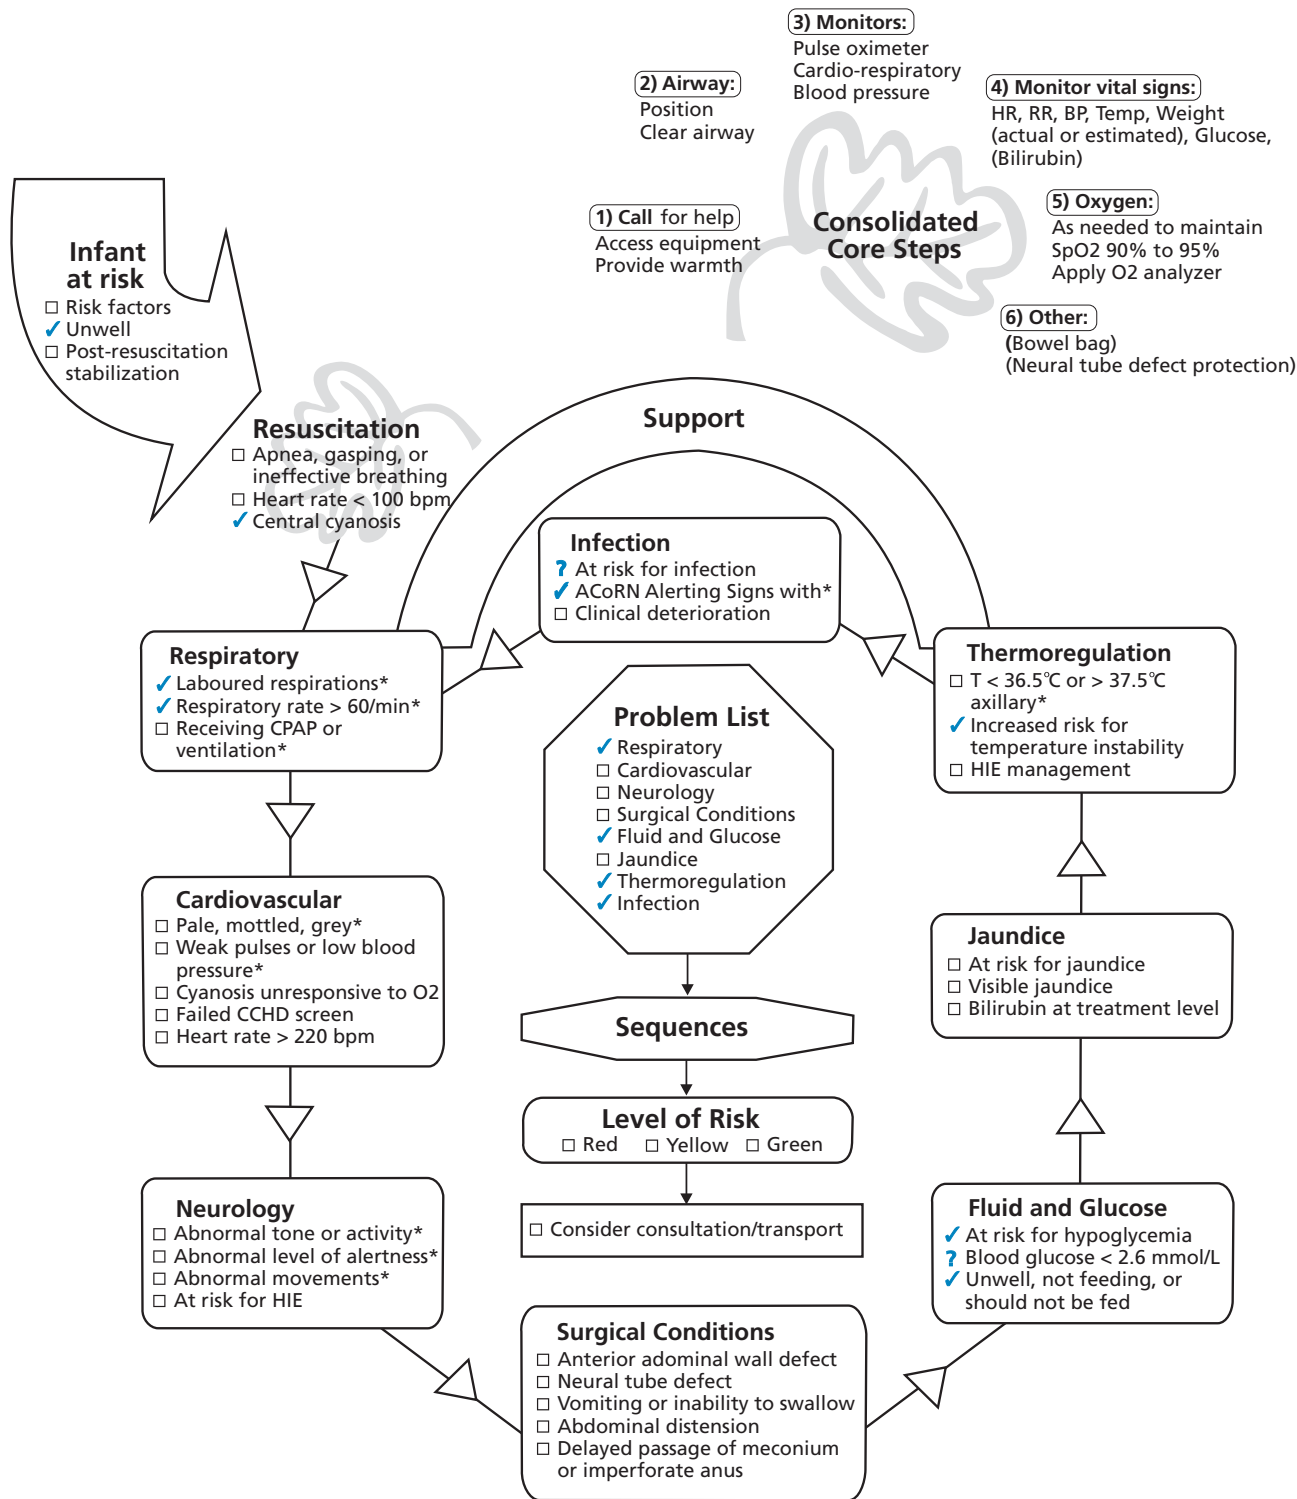 3) Monitors:
Pulse oximeter
Cardio-respiratory
Blood pressure
2) Airway:
Position
Clear airway
4) Monitor vital signs:
HR, RR, BP, Temp, Weight
(actual or estimated), Glucose,
(Bilirubin)
1) Call for help
Access equipment
Provide warmth
Consolidated
Core Steps
5) Oxygen:
As needed to maintain
SpO2 90% to 95%
Apply O2 analyzer
6) Other:
(Bowel bag)
(Neural tube defect protection)
Infant
at risk
☐ Risk factors
✓ Unwell
☐ Post-resuscitation
stabilization
Resuscitation
☐ Apnea, gasping, or
ineffective breathing
☐ Heart rate < 100 bpm
✓ Central cyanosis
Support
Infection
? At risk for infection
✓ ACoRN Alerting Signs with*
☐ Clinical deterioration
Respiratory
✓ Laboured respirations*
✓ Respiratory rate > 60/min*
☐ Receiving CPAP or
ventilation*
Cardiovascular
☐ Pale, mottled, grey*
☐ Weak pulses or low blood
pressure*
☐ Cyanosis unresponsive to O2
☐ Failed CCHD screen
☐ Heart rate > 220 bpm
Neurology
☐ Abnormal tone or activity*
☐ Abnormal level of alertness*
☐ Abnormal movements*
☐ At risk for HIE
Surgical Conditions
☐ Anterior adominal wall defect
☐ Neural tube defect
☐ Vomiting or inability to swallow
☐ Abdominal distension
☐ Delayed passage of meconium
or imperforate anus
Fluid and Glucose
✓ At risk for hypoglycemia
? Blood glucose < 2.6 mmol/L
✓ Unwell, not feeding, or
should not be fed
Jaundice
☐ At risk for jaundice
☐ Visible jaundice
☐ Bilirubin at treatment level
Thermoregulation
☐ T < 36.5°C or > 37.5°C
axillary*
✓ Increased risk for
temperature instability
☐ HIE management
Problem List
✓ Respiratory
☐ Cardiovascular
☐ Neurology
☐ Surgical Conditions
✓ Fluid and Glucose
☐ Jaundice
✓ Thermoregulation
✓ Infection
Sequences
Level of Risk
☐ Red ☐ Yellow ☐ Green
☐ Consider consultation/transport